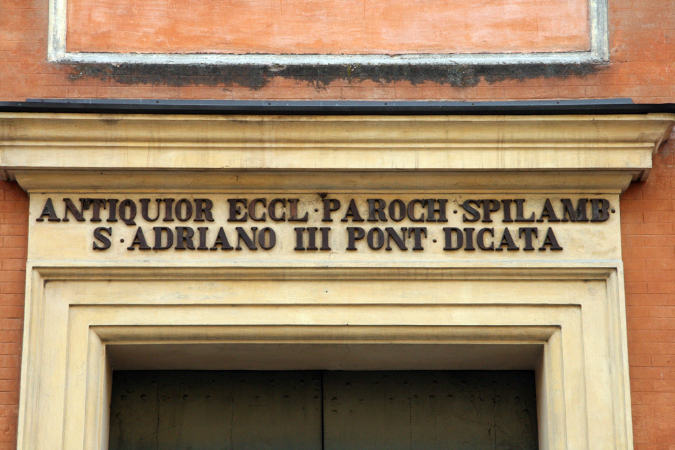 ANTIQUIOR ECCL·PAROCH·SPILAMB·
S·ADRIANO III PONT·DICATA